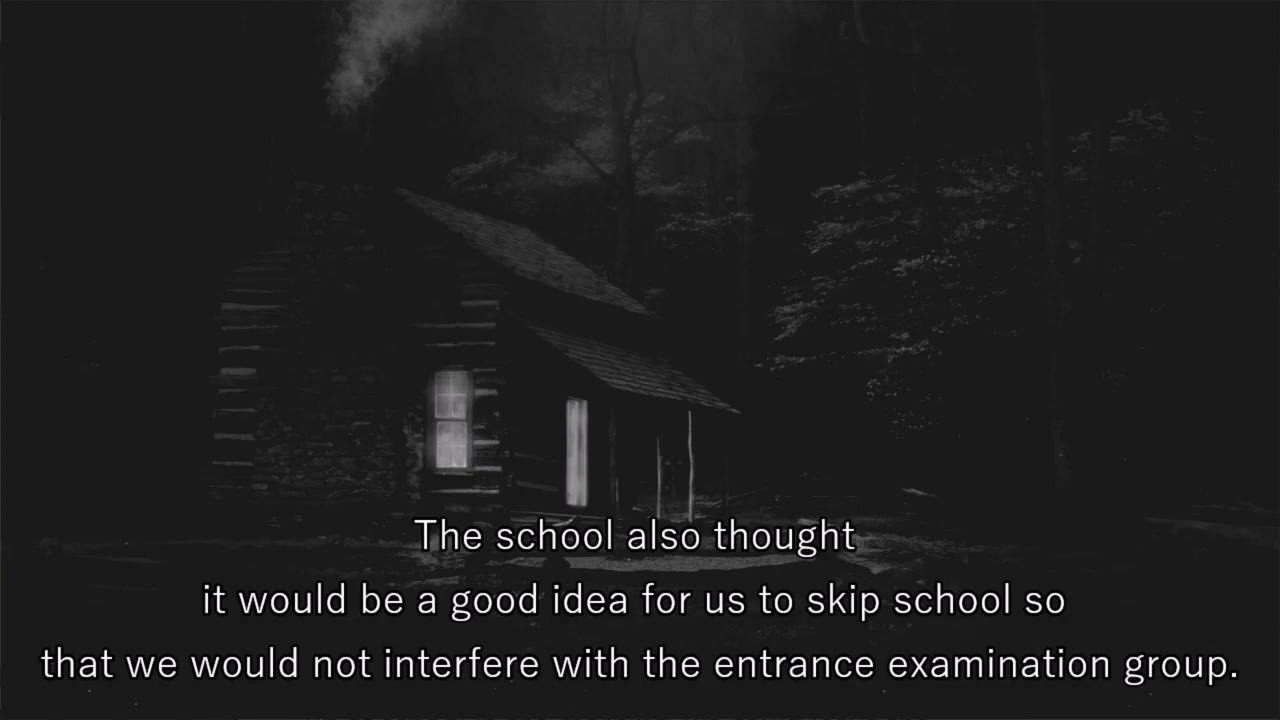 The school also thought
it would be a good idea for us to skip school so
that we would not interfere with the entrance examination group.